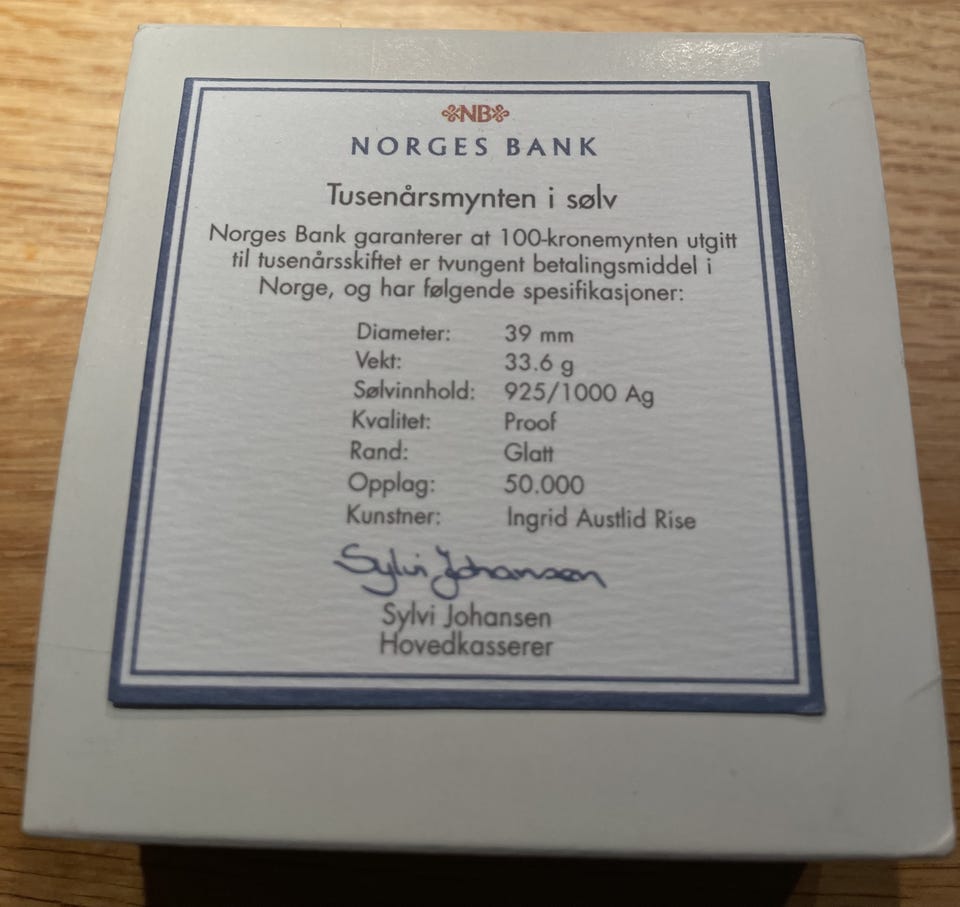 NB
NORGES BANK
Tusenårsmynten i sølv
Norges Bank garanterer at 100-kronemynten utgitt
til tusenårsskiftet er tvungent betalingsmiddel i
Norge, og har følgende spesifikasjoner:
Diameter: 39 mm
Vekt: 33.6 g
Sølvinnhold: 925/1000 Ag
Kvalitet: Proof
Rand: Glatt
Opplag: 50.000
Kunstner: Ingrid Austlid Rise
Sylvi Johansen
Sylvi Johansen
Hovedkasserer